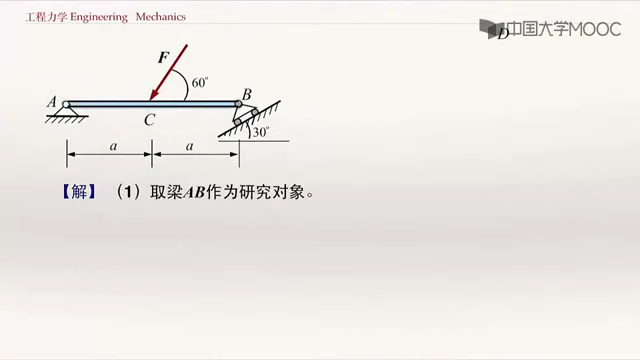 工程力学 Engineering Mechanics
中国大学MOOC
D
F
60°
A
B
C
30°
a
a
【解】（1）取梁AB作为研究对象。